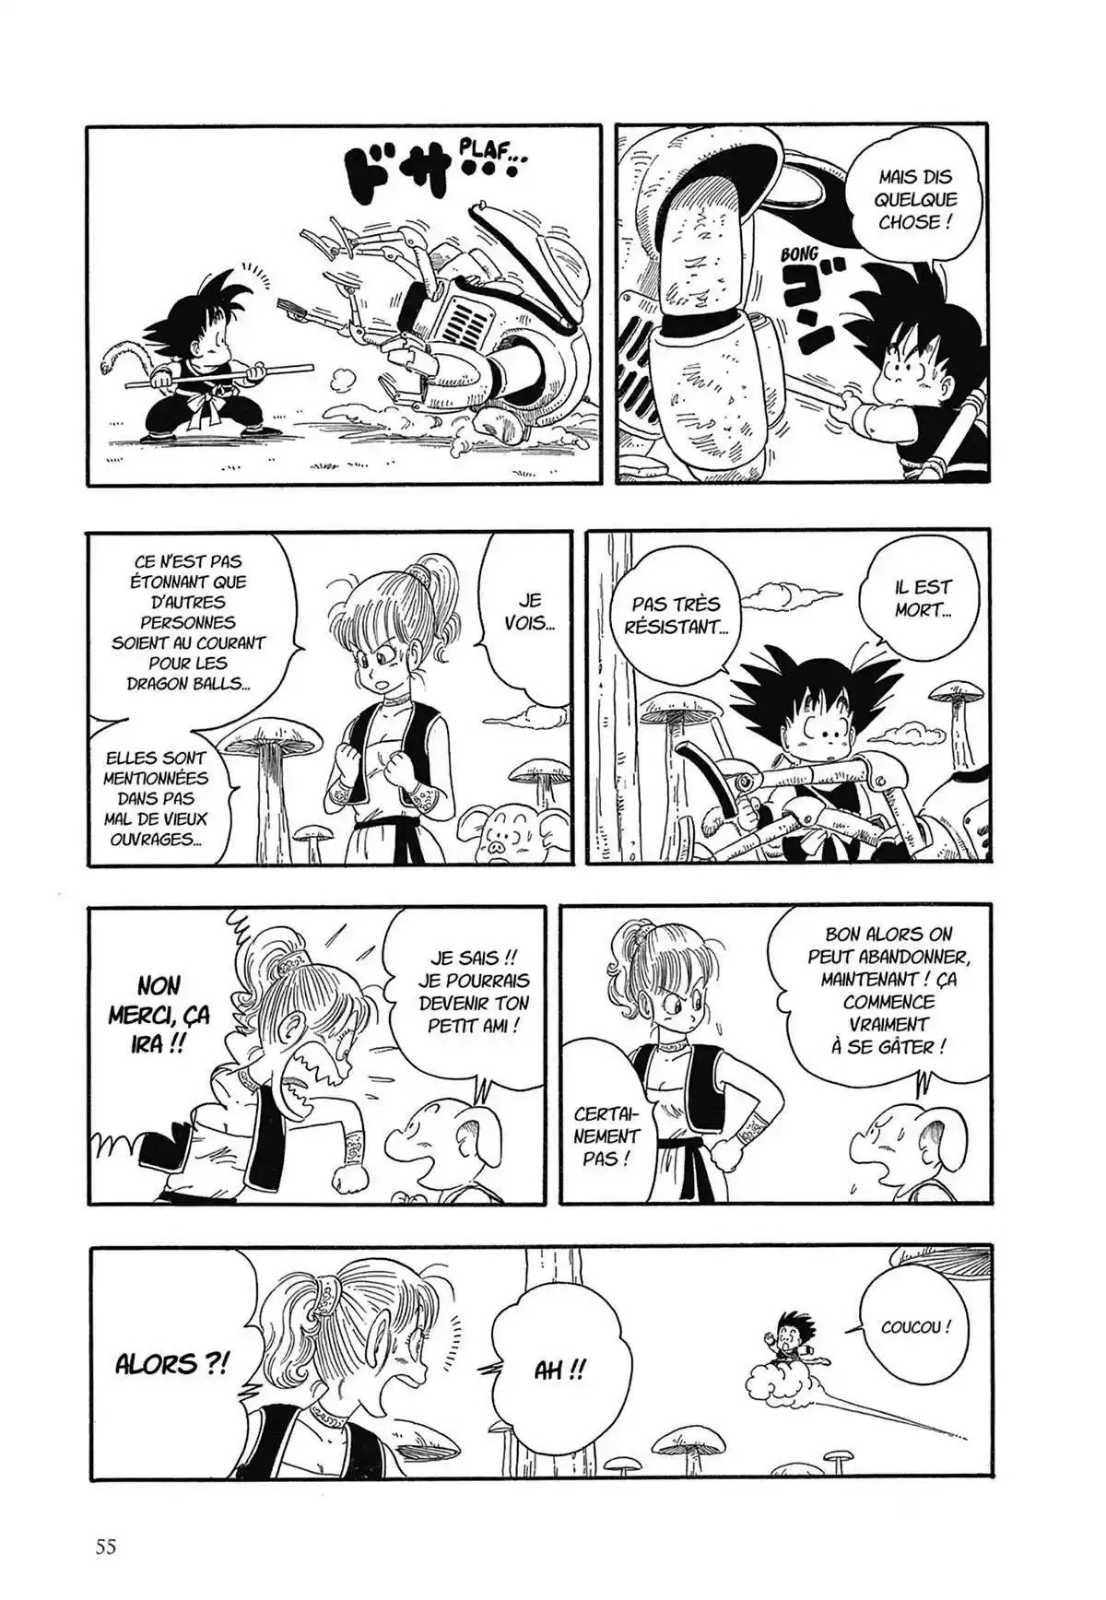 MAIS DIS
QUELQUE
CHOSE !
BONG
ゴン
PLAF...
ドサ...
IL EST
MORT...
PAS TRÈS
RÉSISTANT...
JE
VOIS...
CE N'EST PAS
ÉTONNANT QUE
D'AUTRES
PERSONNES
SOIENT AU COURANT
POUR LES
DRAGON BALLS...
ELLES SONT
MENTIONNÉES
DANS PAS
MAL DE VIEUX
OUVRAGES...
BON ALORS ON
PEUT ABANDONNER,
MAINTENANT ! ÇA
COMMENCE
VRAIMENT
À SE GÂTER !
CERTAI-
NEMENT
PAS !
JE SAIS !!
JE POURRAIS
DEVENIR TON
PETIT AMI !
NON
MERCI, ÇA
IRA !!
COUCOU !
AH !!
ALORS ?!
55